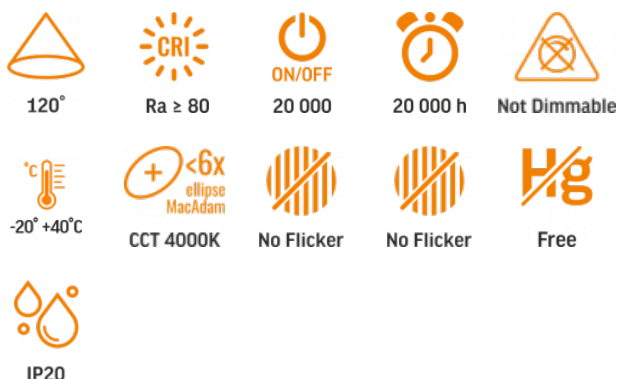 CRI
ON/OFF
120°
Ra ≥ 80
20 000
20 000 h
Not Dimmable
°C
<6x
ellipse
MacAdam
-20° +40°C
CCT 4000K
No Flicker
No Flicker
Hg
Free
IP20